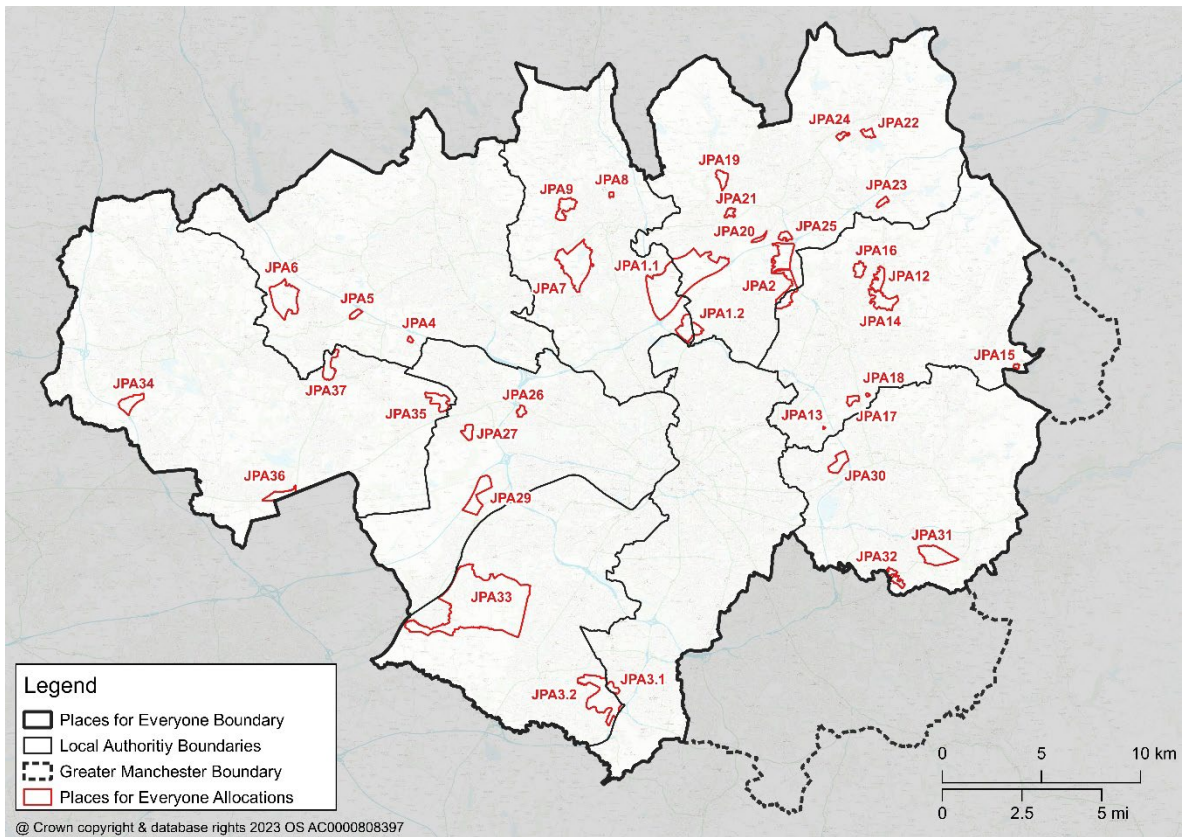 JPA24
JPA22
JPA19
JPA9
JPA8
JPA21
JPA23
JPA20
JPA25
JPA16
JPA12
JPA6
JPA7
JPA1.1
JPA2
JPA5
JPA14
JPA4
JPA1.2
JPA15
JPA34
JPA37
JPA35
JPA26
JPA18
JPA17
JPA13
JPA27
JPA36
JPA30
JPA29
JPA31
JPA32
JPA33
JPA3.2
JPA3.1
Legend
Places for Everyone Boundary
Local Authoritiy Boundaries
Greater Manchester Boundary
Places for Everyone Allocations
0 5 10 km
0 2.5 5 mi
@ Crown copyright & database rights 2023 OS AC0000808397